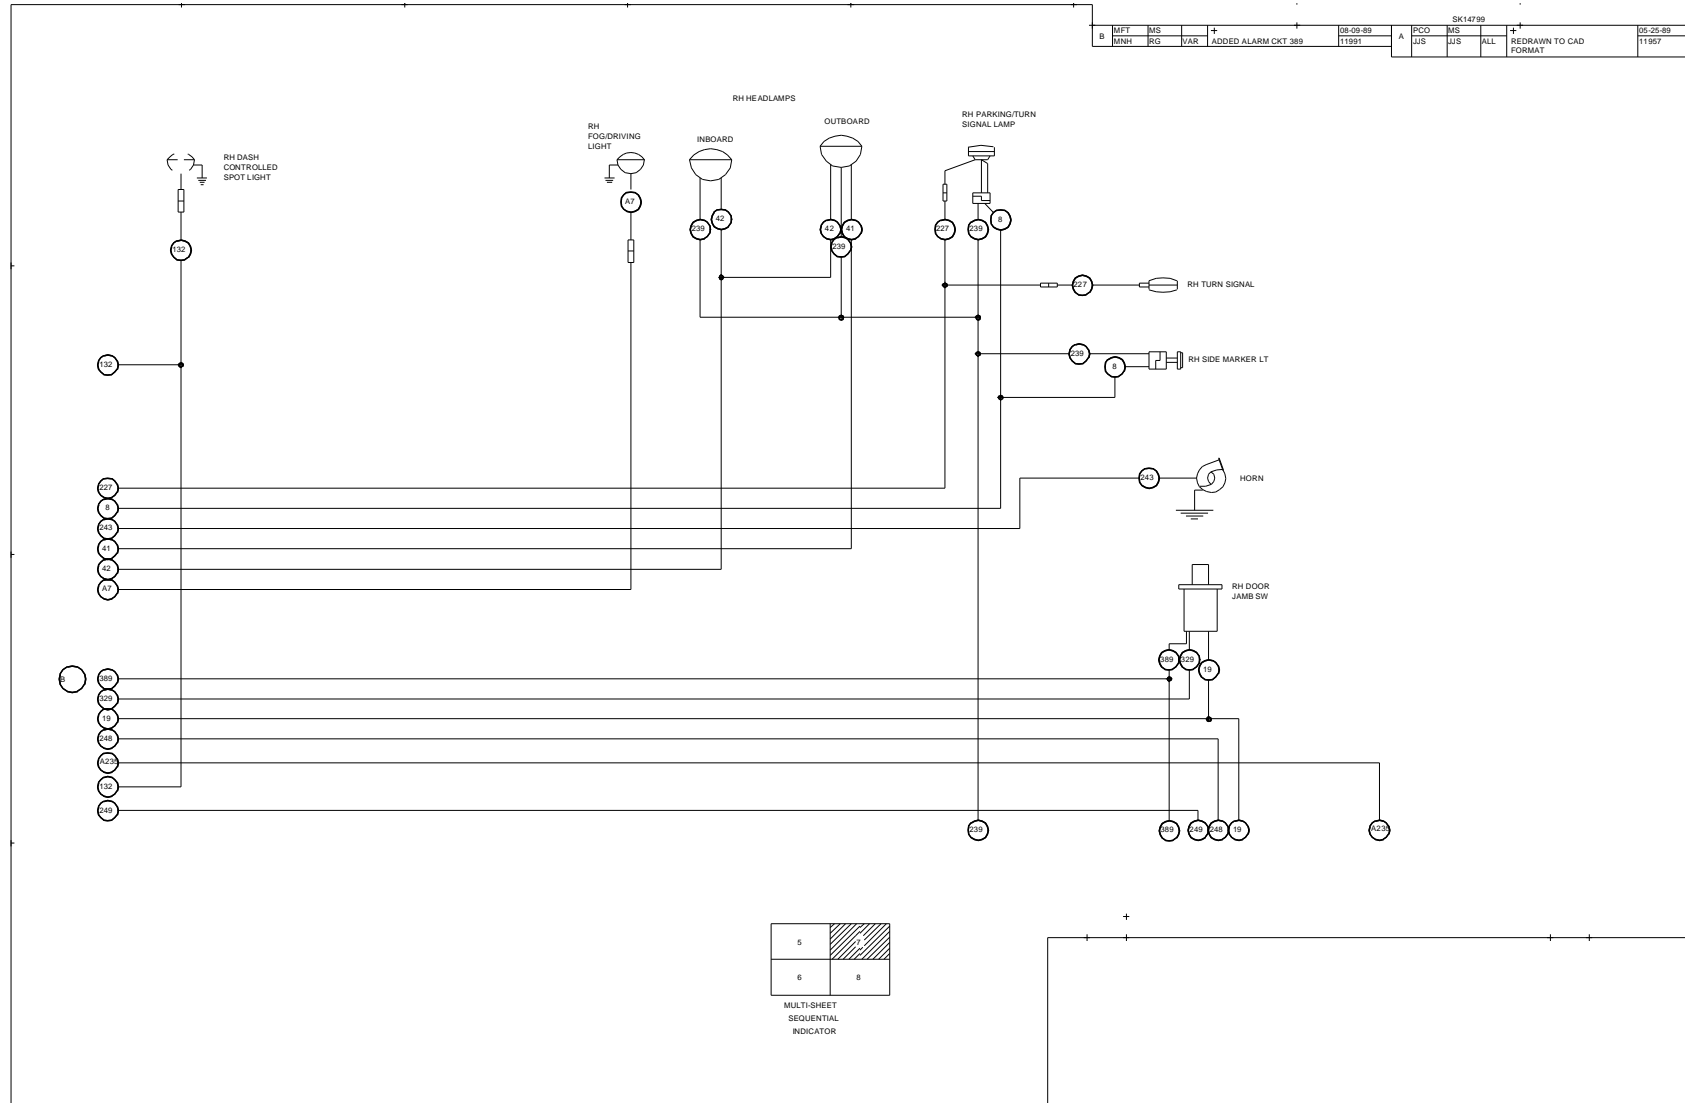 SK14799
B MFT MS + 08-09-89 A PCO MS + 05-25-89
MNH RG VAR ADDED ALARM CKT 389 11991 JJS JJS ALL REDRAWN TO CAD 11957
FORMAT
RH HEADLAMPS
RH
FOG/DRIVING
LIGHT
INBOARD
OUTBOARD
RH PARKING/TURN
SIGNAL LAMP
RH DASH
CONTROLLED
SPOT LIGHT
A7
42
239
42
41
239
227
239
8
132
227
RH TURN SIGNAL
239
8
RH SIDE MARKER LT
132
243
HORN
227
8
243
41
42
A7
RH DOOR
JAMB SW
389
329
19
B
389
329
19
248
A235
132
249
239
389
249
248
19
A235
5
7
6
8
MULTI-SHEET
SEQUENTIAL
INDICATOR